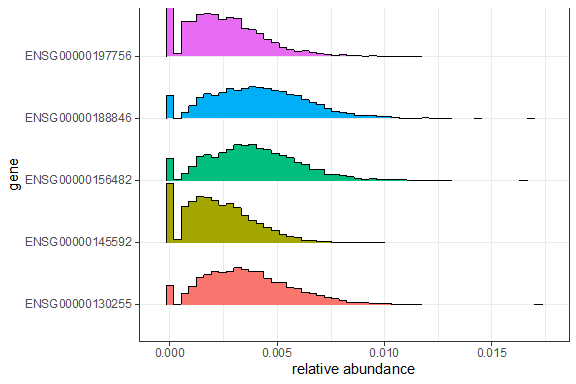 ENSG00000197756
ENSG00000188846
ENSG00000156482
ENSG00000145592
ENSG00000130255
gene
0.000 0.005 0.010 0.015
relative abundance